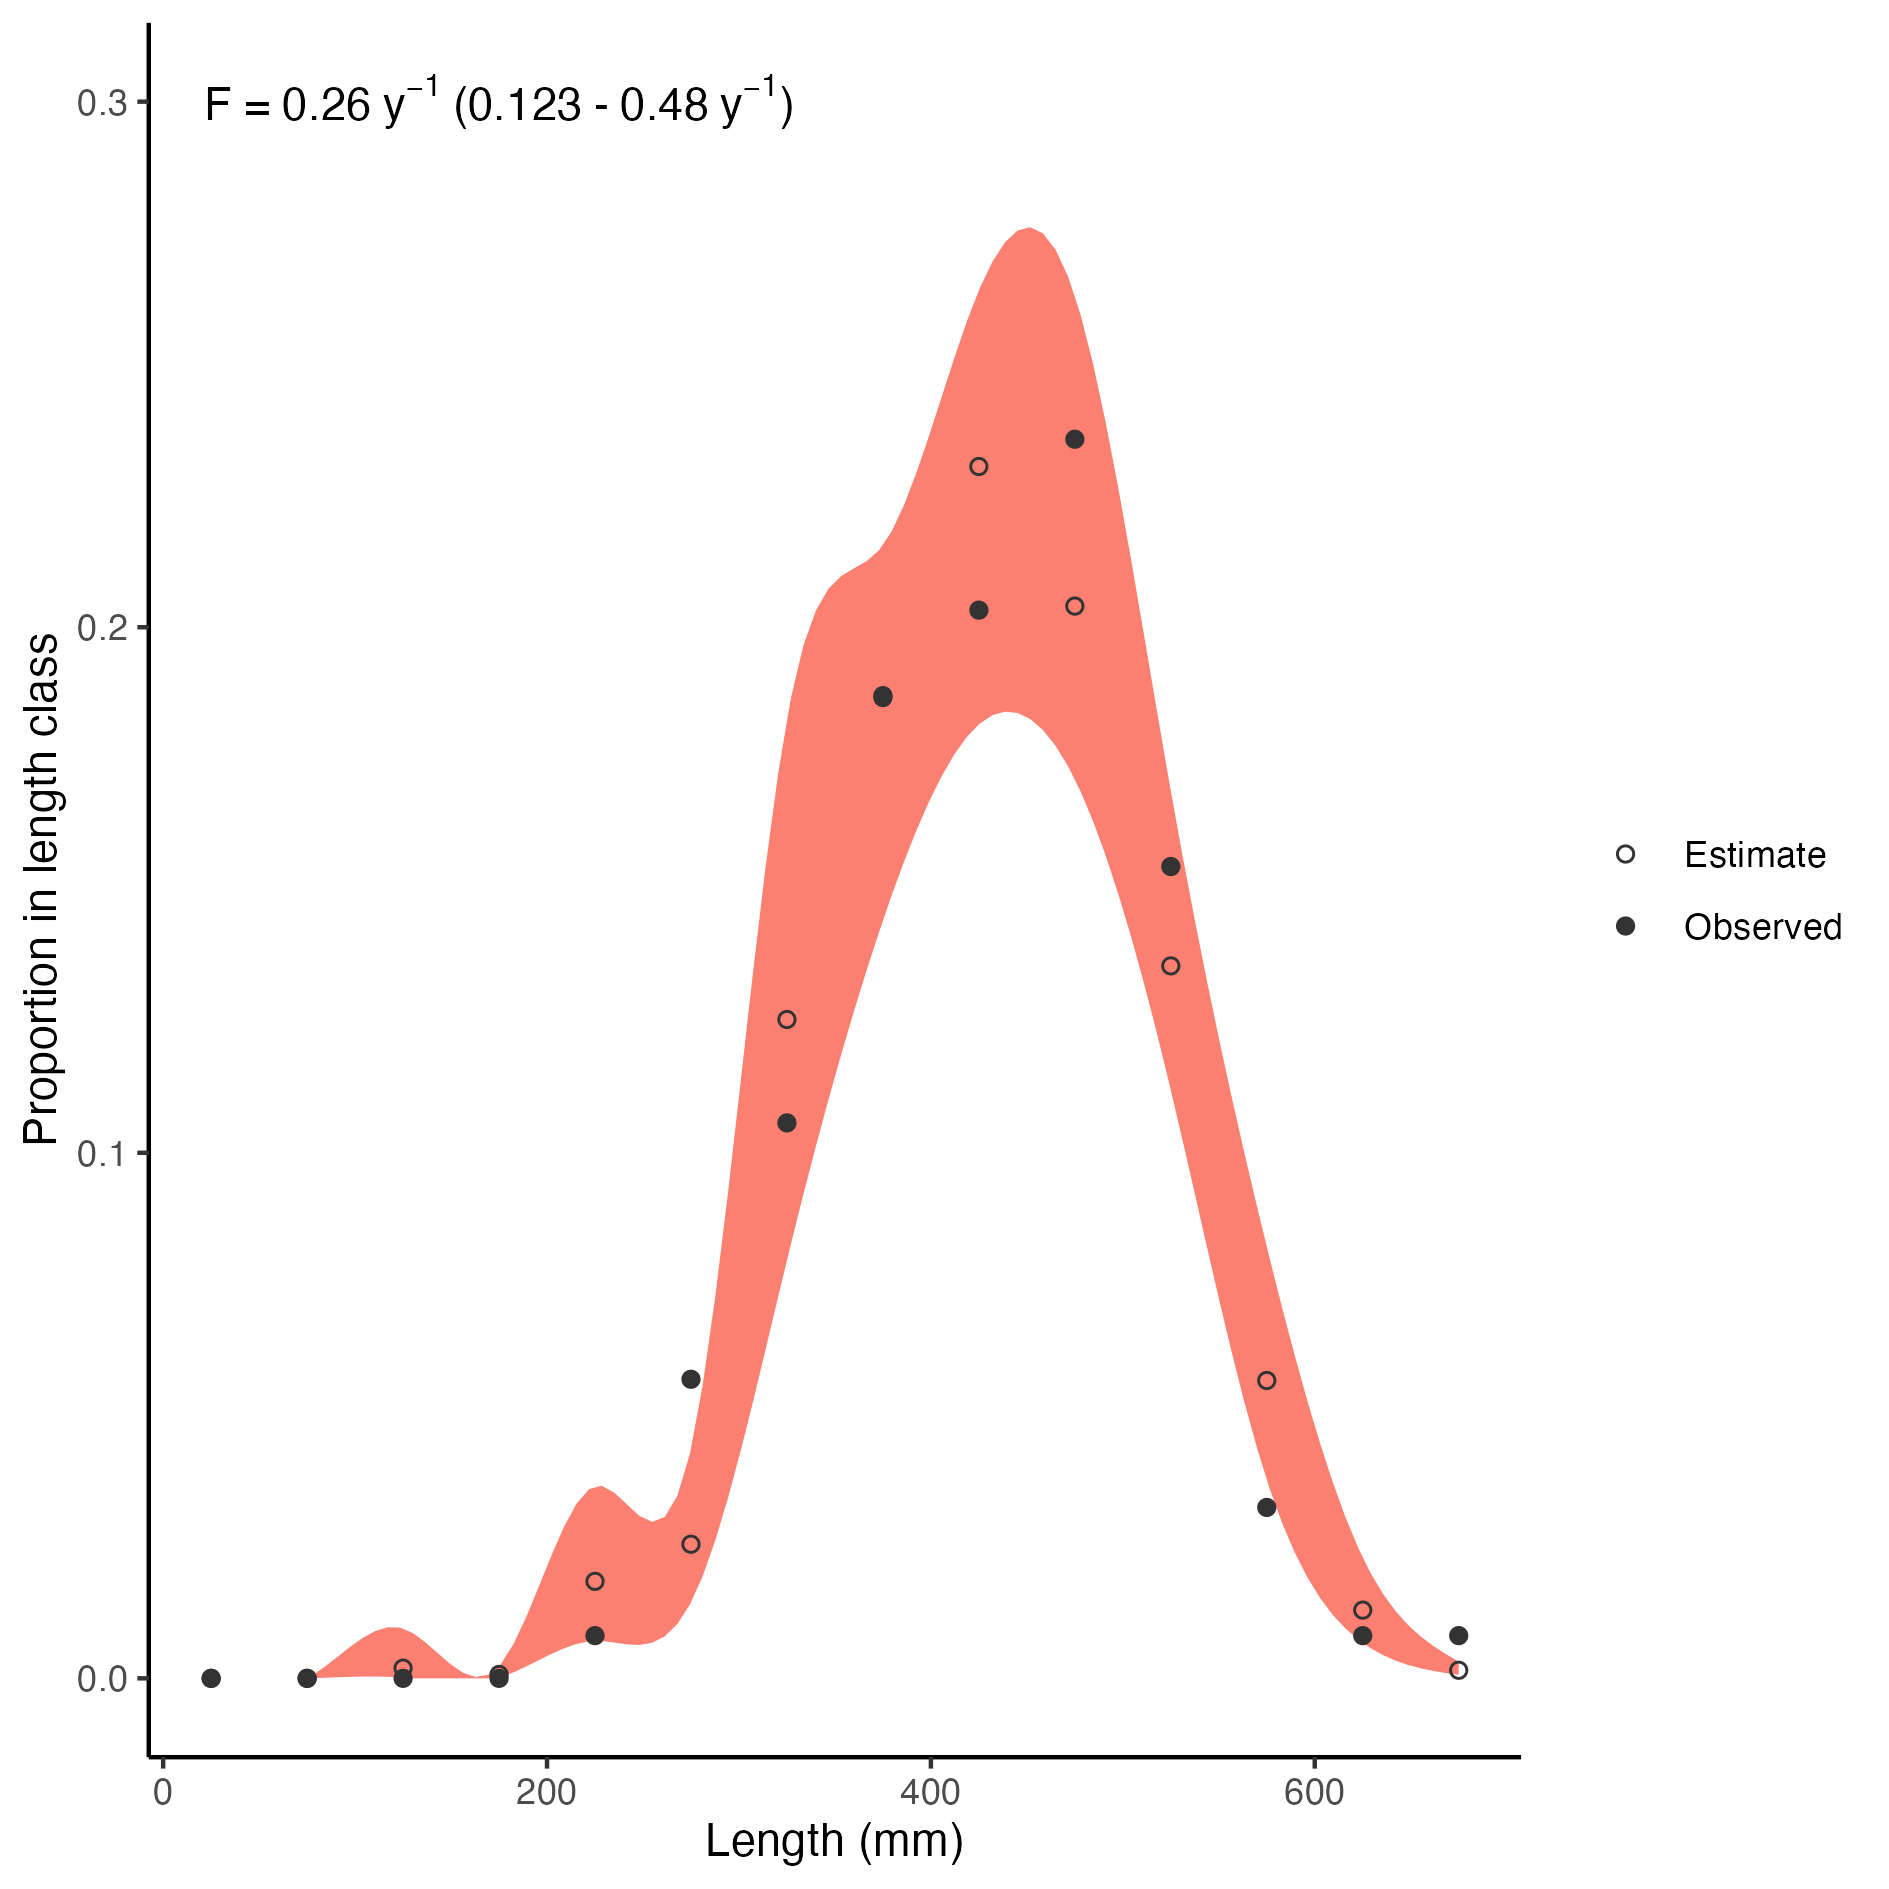 F = 0.26 y⁻¹ (0.123 - 0.48 y⁻¹)
0.3
0.2
0.1
0.0
Proportion in length class
0 200 400 600
Length (mm)
Estimate
Observed